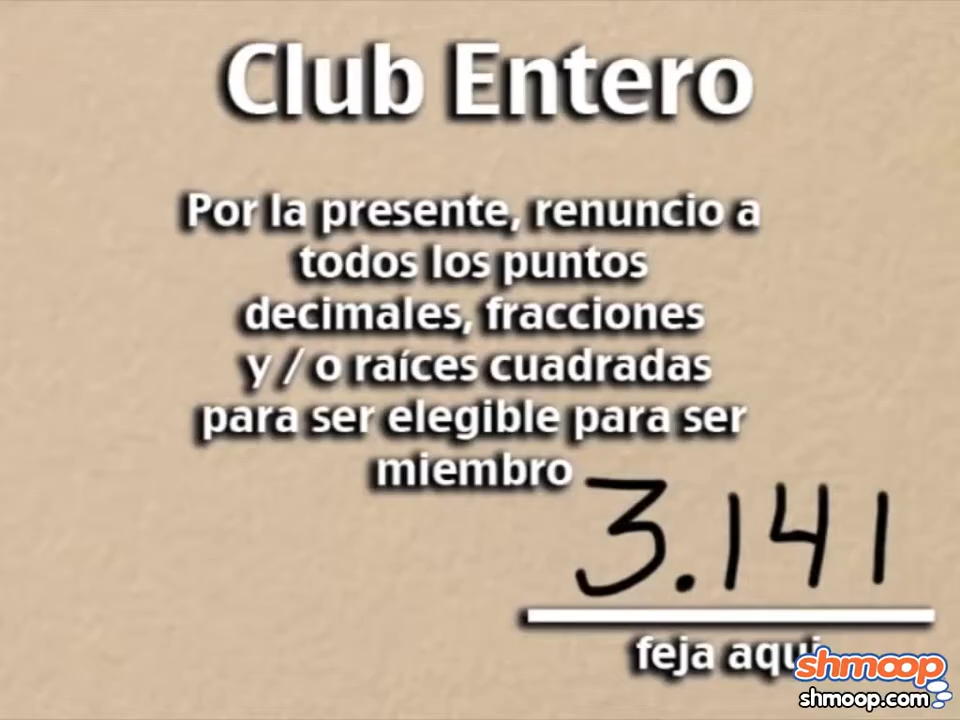 Club Entero
Por la presente, renuncio a
todos los puntos
decimales, fracciones
y / o raíces cuadradas
para ser elegible para ser
miembro
3.141
feja aqui
shmoop
shmoop.com